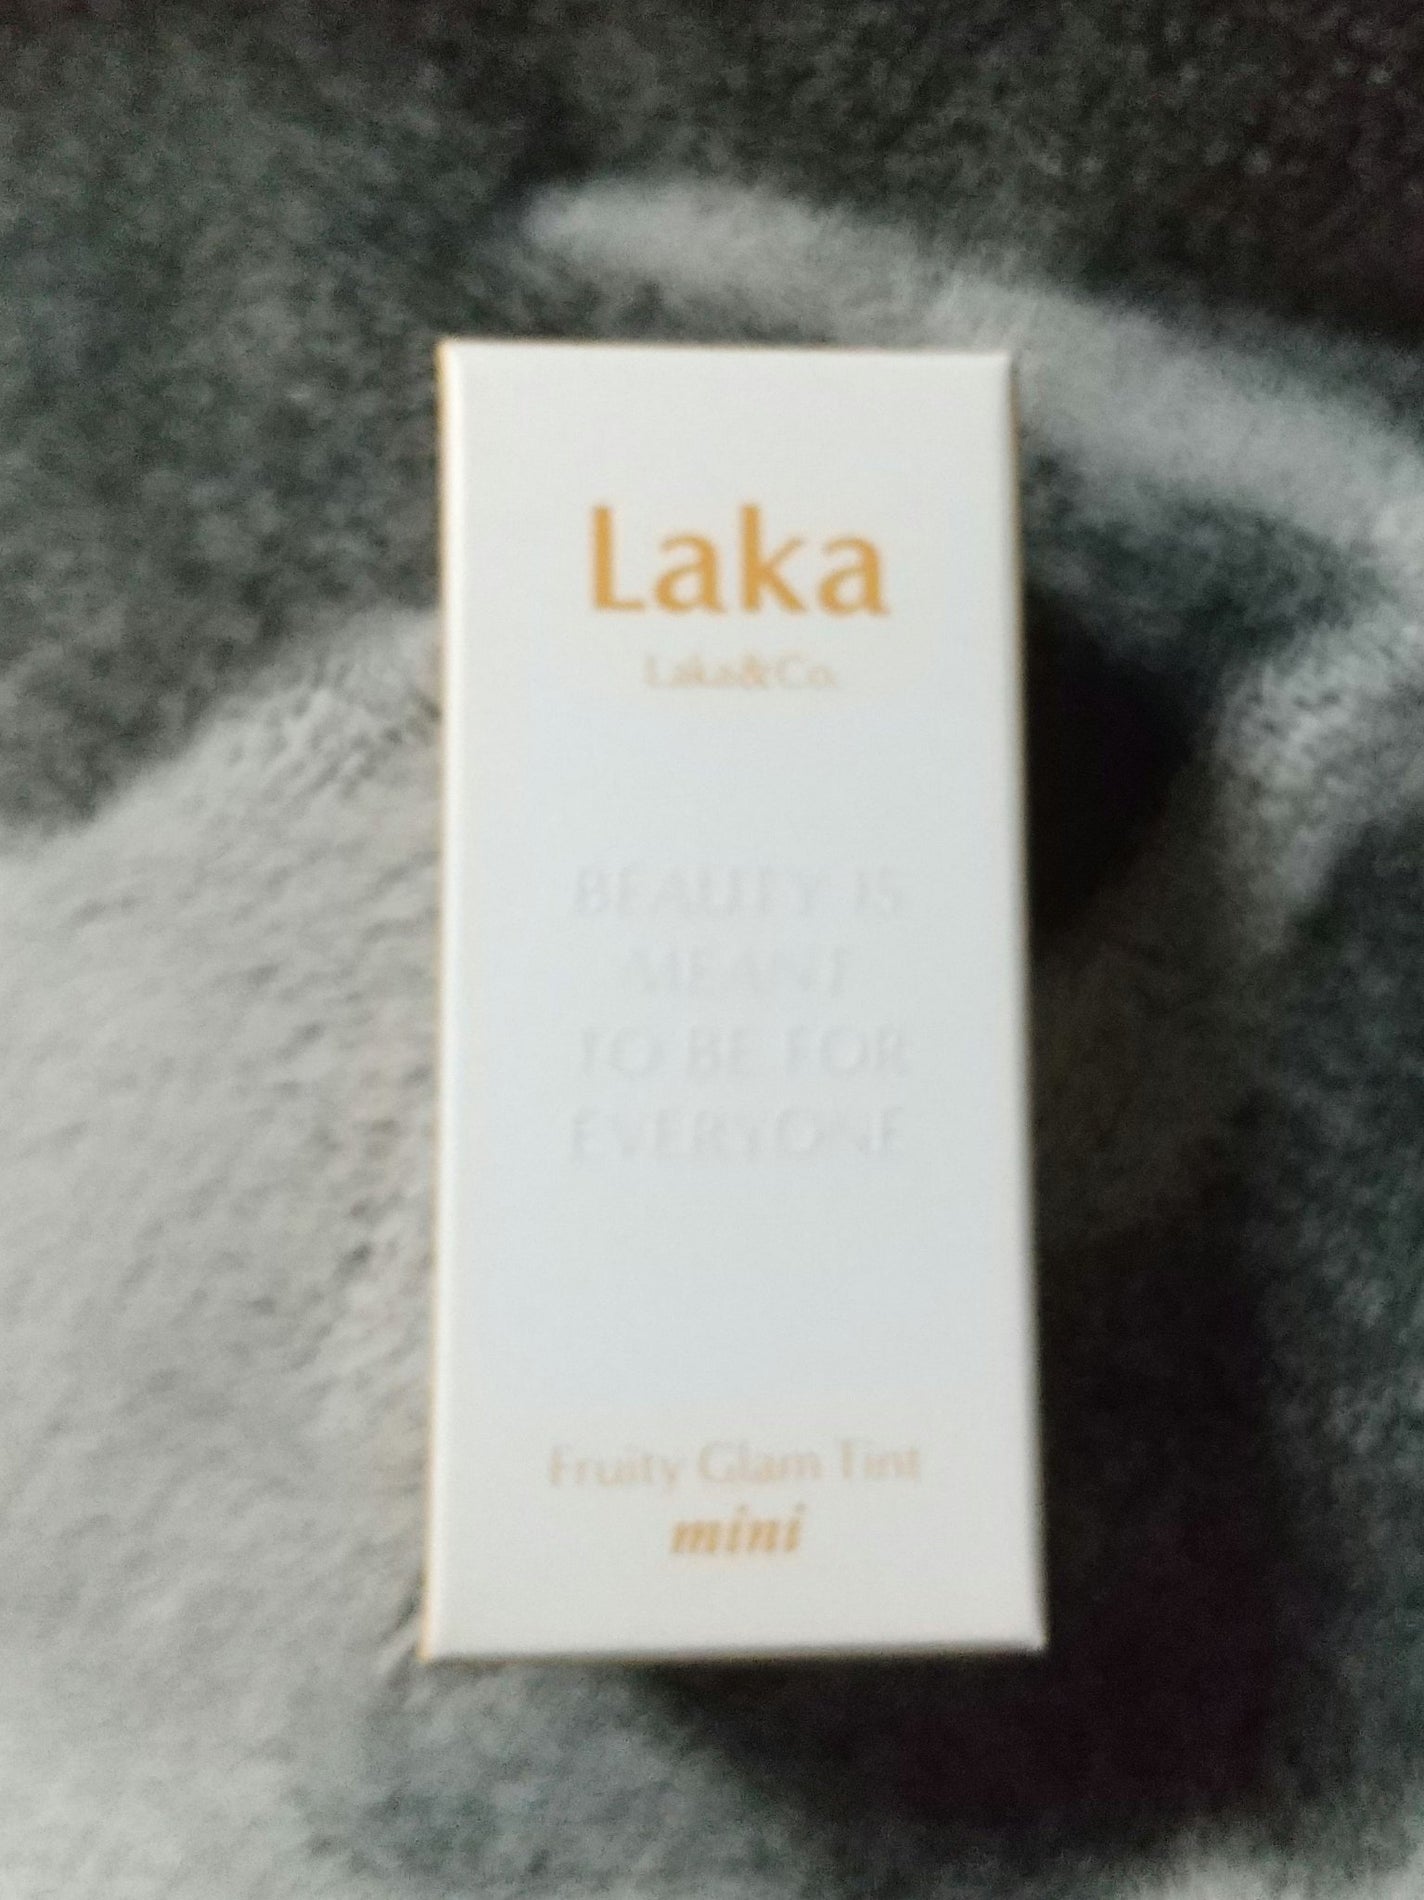 Laka
Laka&Co.
BEAUTY IS
MEANT
TO BE FOR
EVERYONE
Fruity Glam Tint
mini